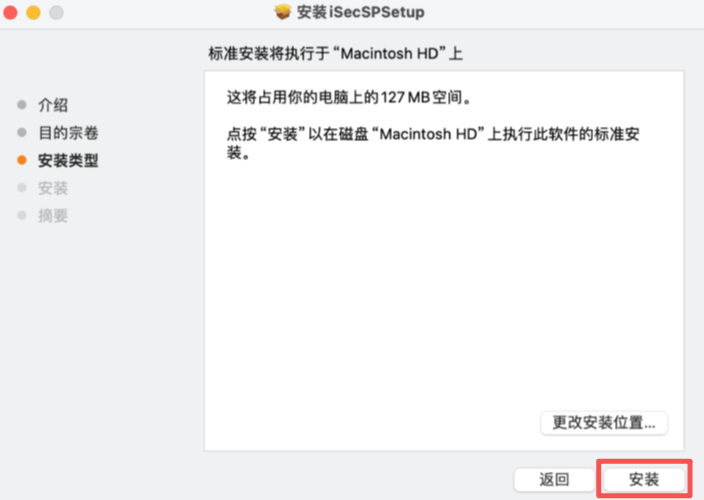 安装iSecSPSetup
标准安装将执行于“Macintosh HD”上
介绍
目的宗卷
安装类型
安装
摘要
这将占用你的电脑上的127 MB空间。
点按“安装”以在磁盘“Macintosh HD”上执行此软件的标准安
装。
更改安装位置...
返回
安装